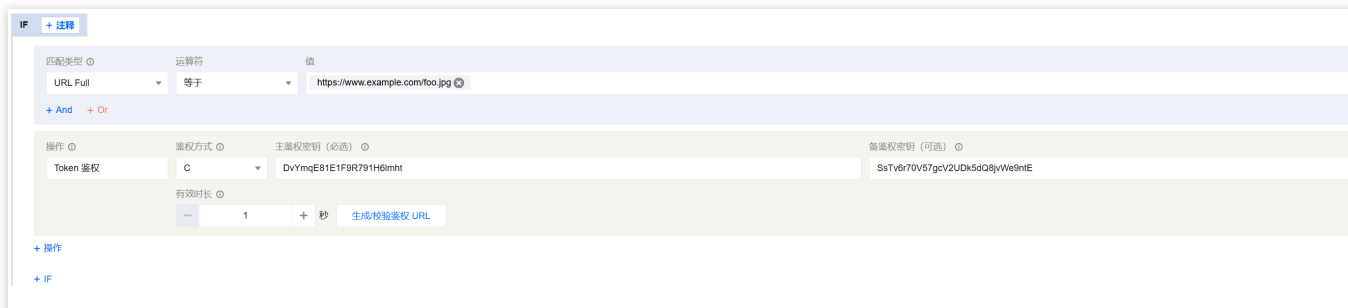 IF + 注释
匹配类型 运算符 值
URL Full 等于 https://www.example.com/foo.jpg
+ And + Or
操作 鉴权方式 主鉴权密钥（必选） 备鉴权密钥（可选）
Token 鉴权 C DvYmqE81E1F9R791H6lmht SsTv6r70V57gcV2UDk5dQ8jvWe9ntE
有效时长
− 1 + 秒 生成/校验鉴权 URL
+ 操作
+ IF